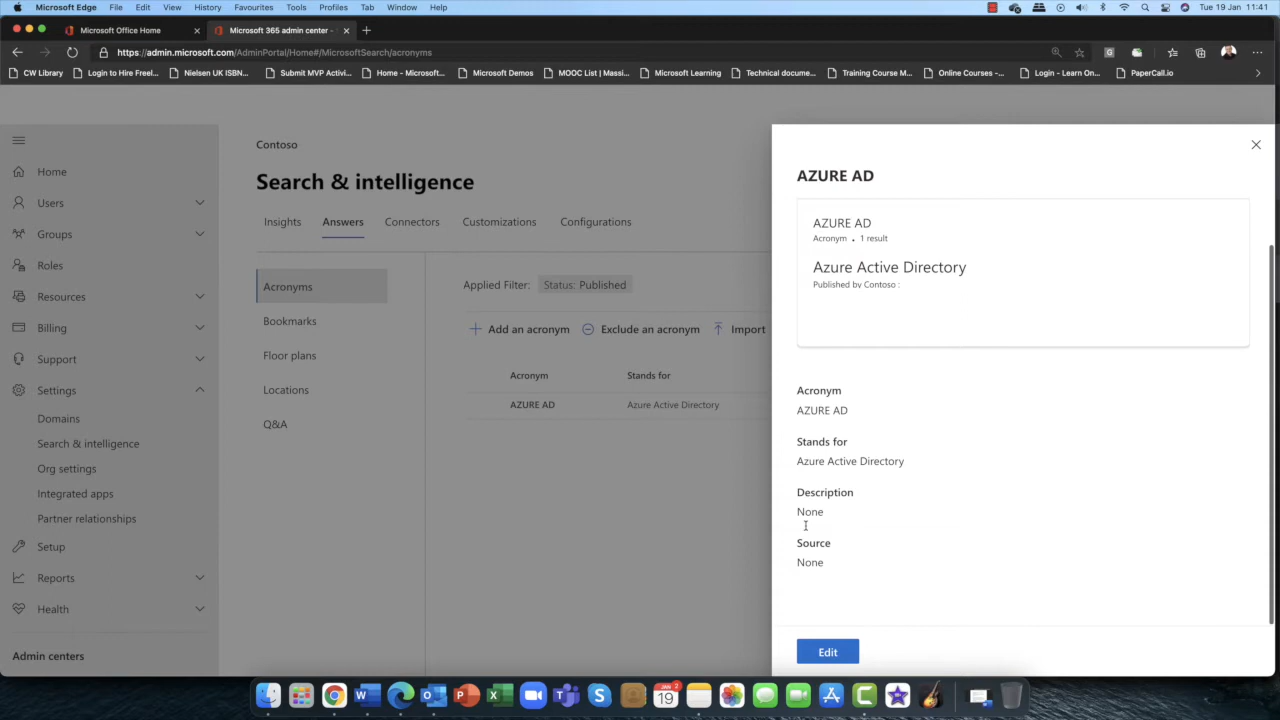 Microsoft Edge File Edit View History Favourites Tools Profiles Tab Window Help Tue 19 Jan 11:41
Microsoft Office Home
Microsoft 365 admin center -
https://admin.microsoft.com/AdminPortal/Home#/MicrosoftSearch/acronyms
CW Library Login to Hire Freel... Nielsen UK ISBN... Submit MVP Activi... Home - Microsoft... Microsoft Demos MOOC List | Massi... Microsoft Learning Technical docume... Training Course M... Online Courses -... Login - Learn On... PaperCall.io
Home
Users
Groups
Roles
Resources
Billing
Support
Settings
Domains
Search & intelligence
Org settings
Integrated apps
Partner relationships
Setup
Reports
Health
Admin centers
Contoso
Search & intelligence
Insights Answers Connectors Customizations Configurations
Acronyms
Bookmarks
Floor plans
Locations
Q&A
Applied Filter: Status: Published
Add an acronym Exclude an acronym Import
Acronym Stands for
AZURE AD Azure Active Directory
AZURE AD
AZURE AD
Acronym • 1 result
Azure Active Directory
Published by Contoso :
Acronym
AZURE AD
Stands for
Azure Active Directory
Description
None
Source
None
Edit